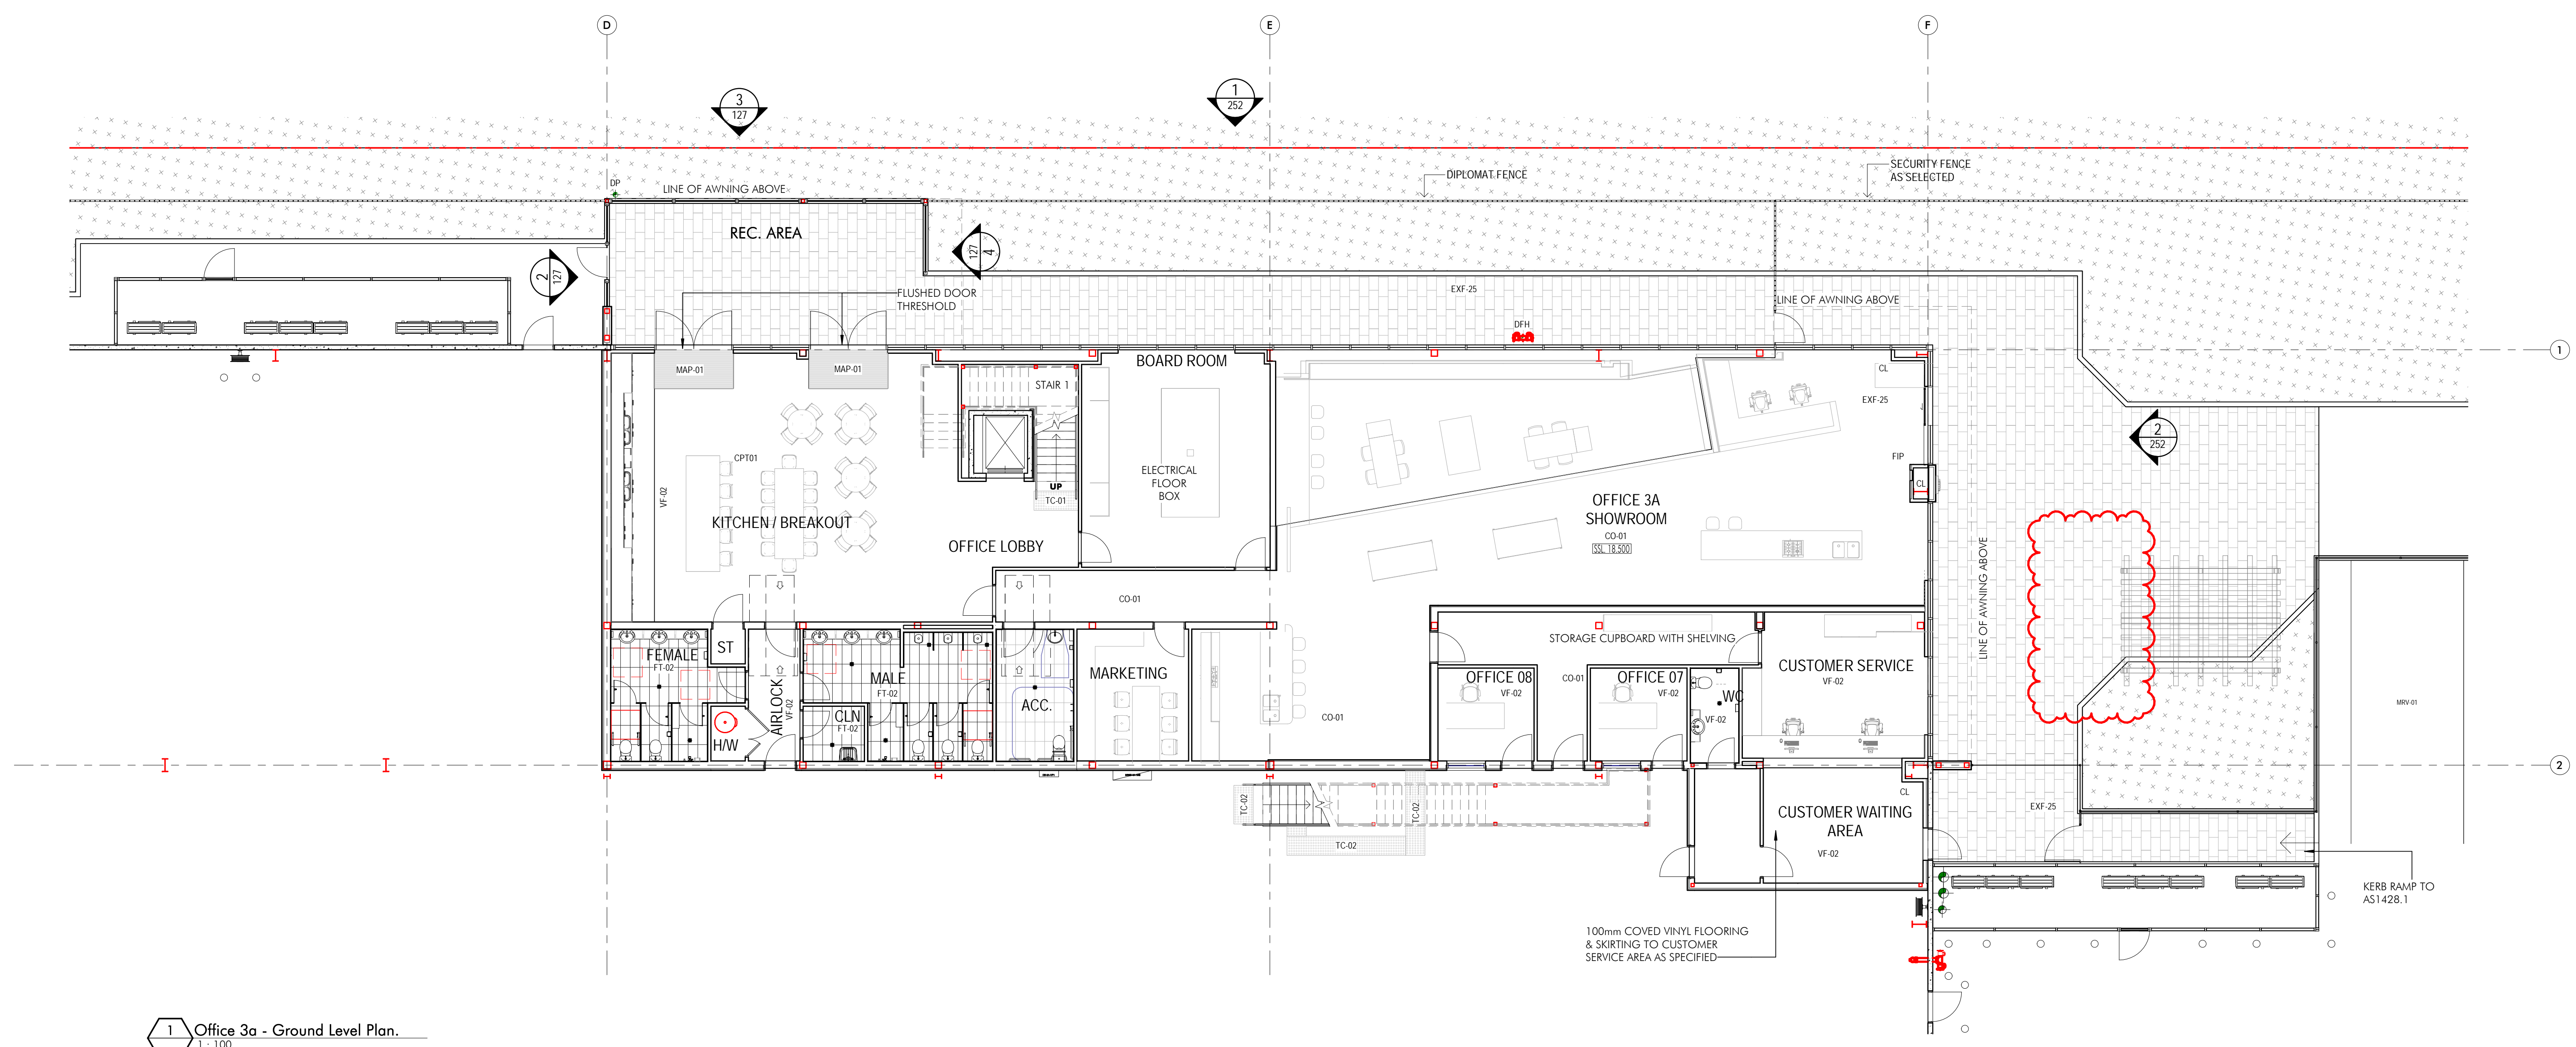 D
E
F
3
127
1
252
SECURITY FENCE
AS SELECTED
DIPLOMAT FENCE
DP
LINE OF AWNING ABOVE
REC. AREA
2
127
127
4
FLUSHED DOOR
THRESHOLD
EXF-25
LINE OF AWNING ABOVE
DFH
1
MAP-01
MAP-01
BOARD ROOM
STAIR 1
CL
EXF-25
2
252
CPT01
VF-02
ELECTRICAL
FLOOR
BOX
UP
TC-01
FIP
CL
KITCHEN / BREAKOUT
OFFICE LOBBY
OFFICE 3A
SHOWROOM
CO-01
SSL 18.500
LINE OF AWNING ABOVE
CO-01
STORAGE CUPBOARD WITH SHELVING
FEMALE
FT-02
ST
AIRLOCK
VF-02
MALE
FT-02
CLN
FT-02
H/W
ACC.
MARKETING
CO-01
OFFICE 08
VF-02
CO-01
OFFICE 07
VF-02
WC
VF-02
CUSTOMER SERVICE
VF-02
MRV-01
2
TC-02
TC-02
TC-02
CL
CUSTOMER WAITING
AREA
VF-02
EXF-25
KERB RAMP TO
AS1428.1
100mm COVED VINYL FLOORING
& SKIRTING TO CUSTOMER
SERVICE AREA AS SPECIFIED
1
Office 3a - Ground Level Plan.
1 : 100